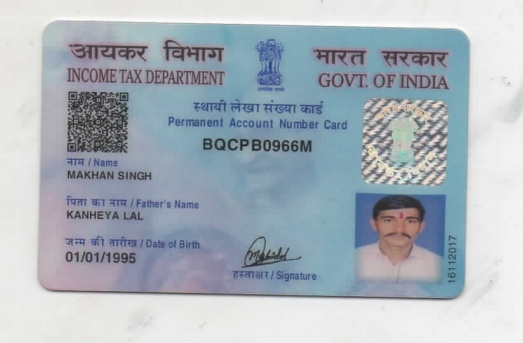 आयकर विभाग
INCOME TAX DEPARTMENT
भारत सरकार
GOVT. OF INDIA
स्थायी लेखा संख्या कार्ड
Permanent Account Number Card
BQCPB0966M
नाम / Name
MAKHAN SINGH
पिता का नाम / Father's Name
KANHEYA LAL
जन्म की तारीख / Date of Birth
01/01/1995
हस्ताक्षर / Signature
16112017